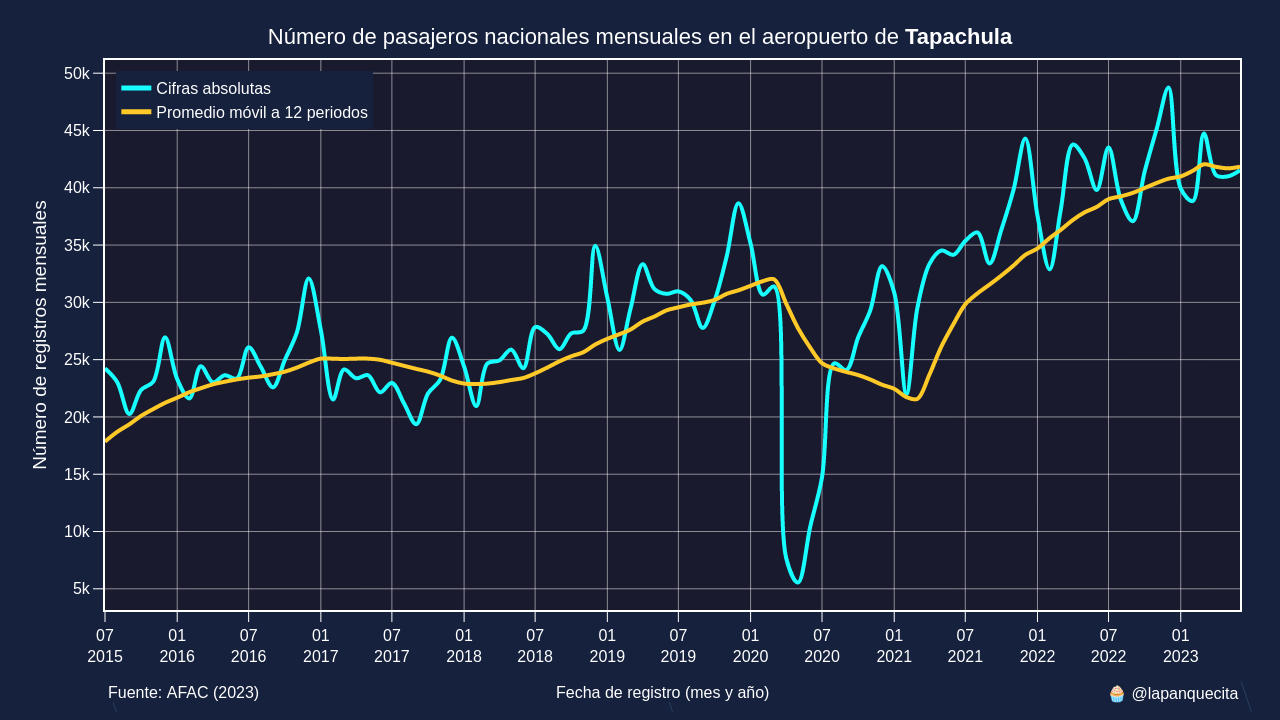 Número de pasajeros nacionales mensuales en el aeropuerto de Tapachula
Cifras absolutas
Promedio móvil a 12 periodos
Número de registros mensuales
50k
45k
40k
35k
30k
25k
20k
15k
10k
5k
07 01 07 01 07 01 07 01 07 01 07 01 07 01 07 01
2015 2016 2016 2017 2017 2018 2018 2019 2019 2020 2020 2021 2021 2022 2022 2023
Fuente: AFAC (2023) Fecha de registro (mes y año) 🧁 @lapanquecita